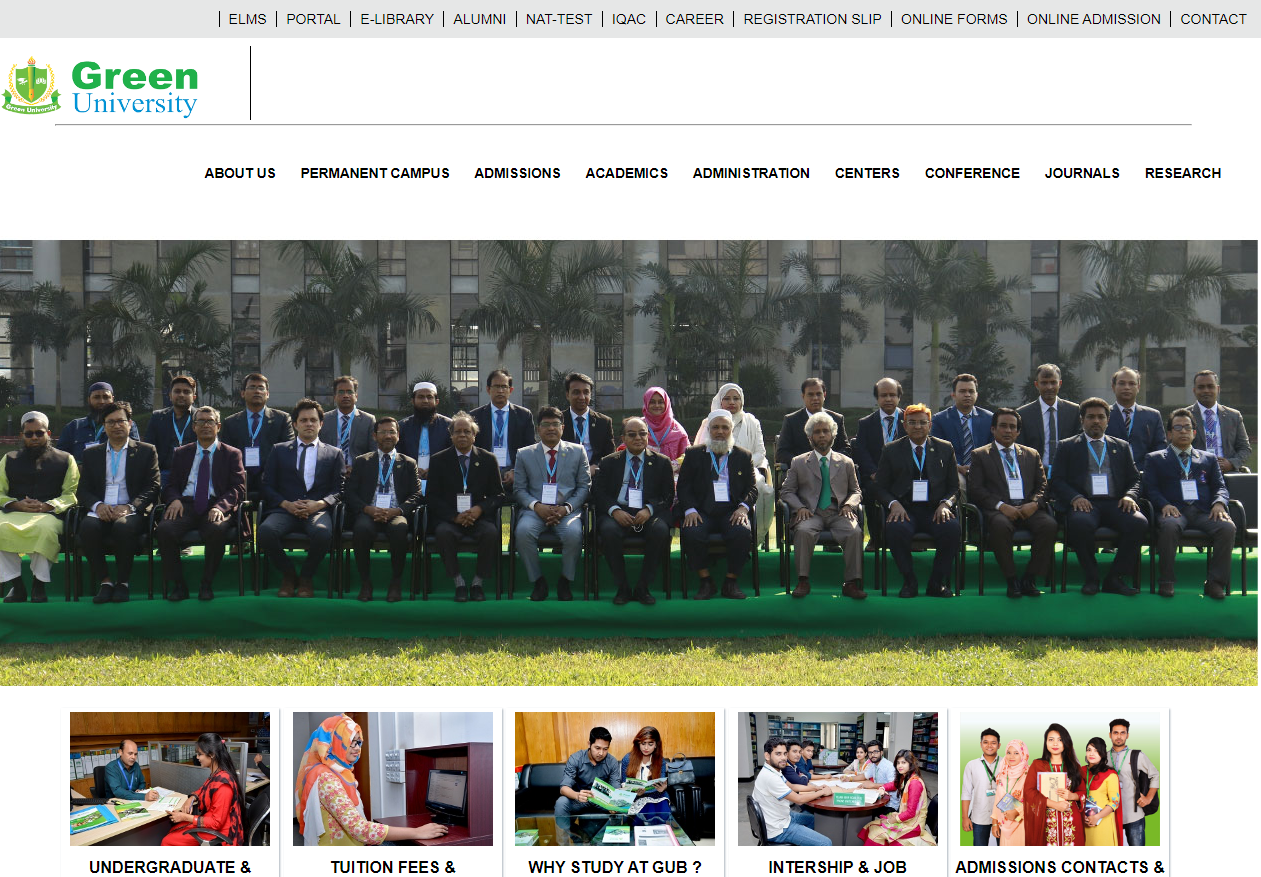 ELMS PORTAL E-LIBRARY ALUMNI NAT-TEST IQAC CAREER REGISTRATION SLIP ONLINE FORMS ONLINE ADMISSION CONTACT
Green
University
Green University
ABOUT US PERMANENT CAMPUS ADMISSIONS ACADEMICS ADMINISTRATION CENTERS CONFERENCE JOURNALS RESEARCH
UNDERGRADUATE & TUITION FEES & WHY STUDY AT GUB ? INTERSHIP & JOB ADMISSIONS CONTACTS &